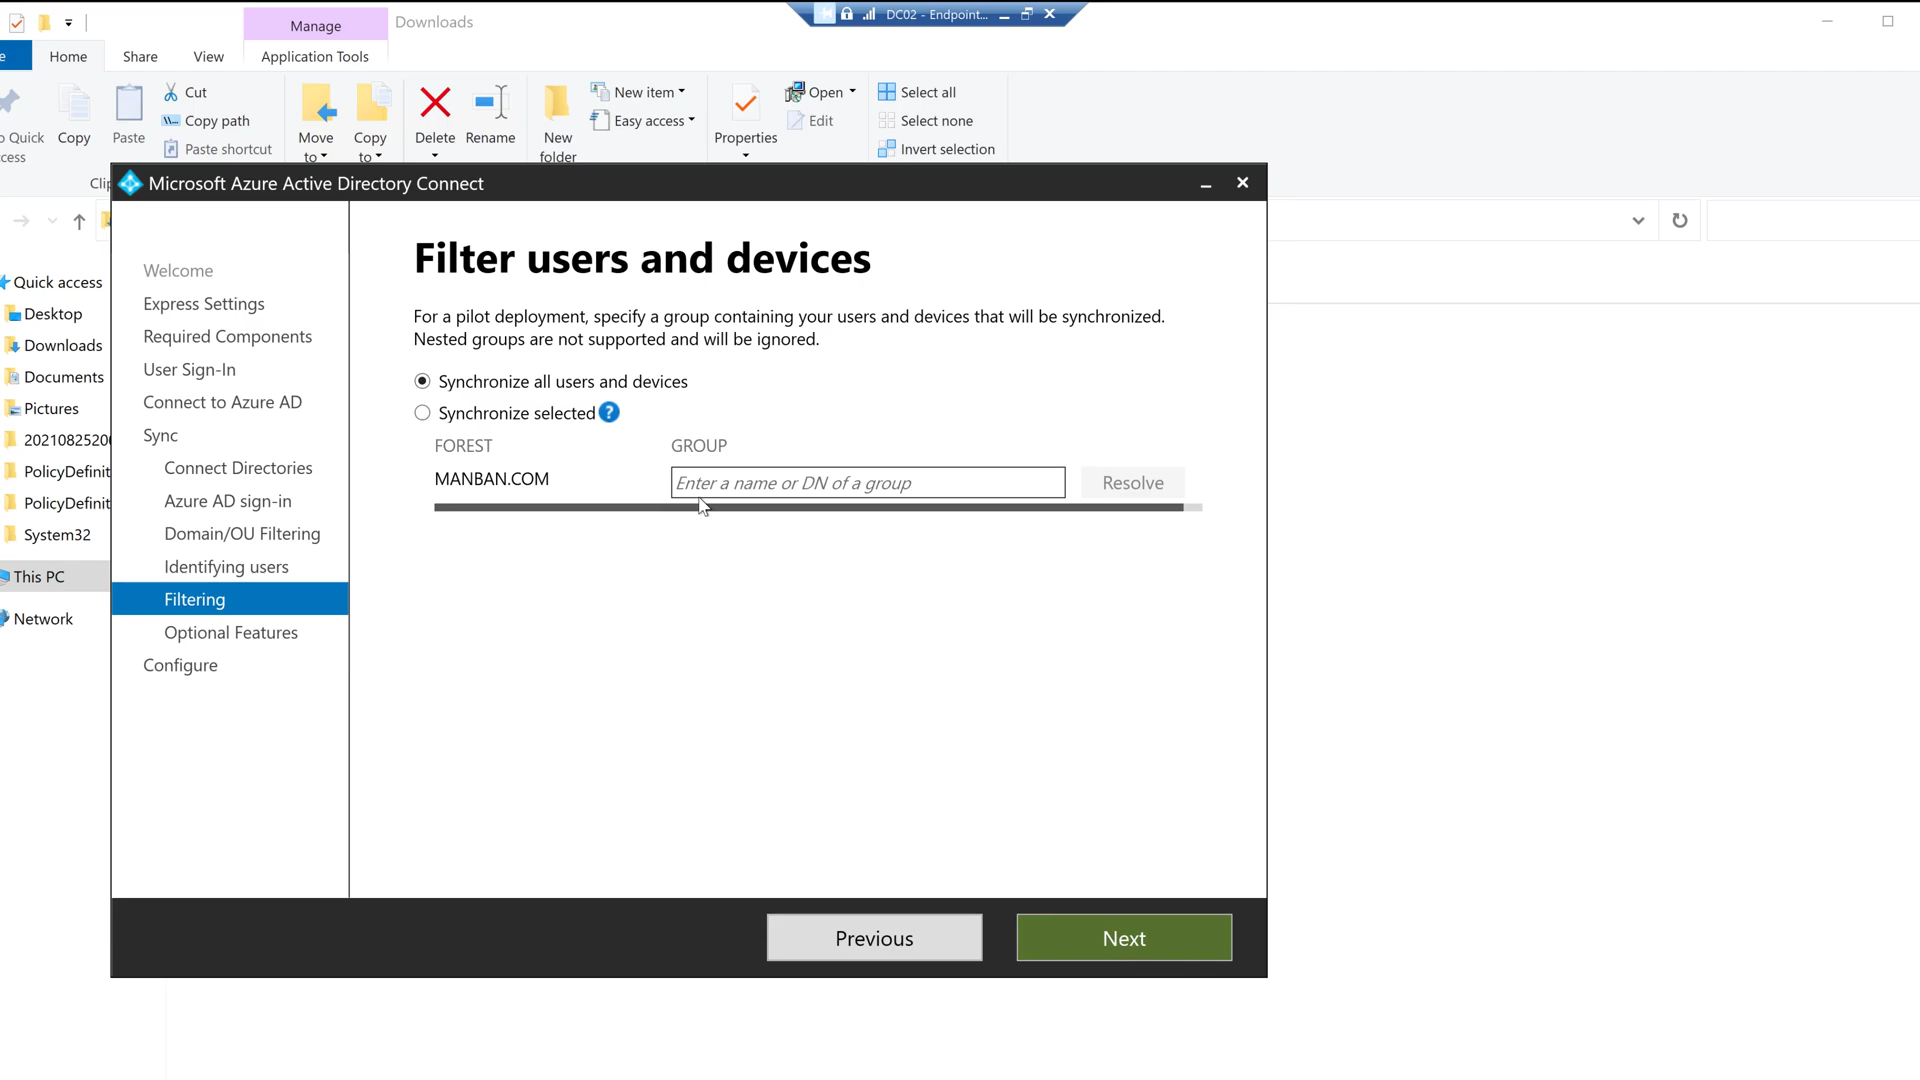 Manage
Downloads
DC02 - Endpoint...
Home
Share
View
Application Tools
Copy
Paste
Cut
Copy path
Paste shortcut
Move to
Copy to
Delete
Rename
New folder
New item
Easy access
Properties
Open
Edit
Select all
Select none
Invert selection
Microsoft Azure Active Directory Connect
Quick access
Desktop
Downloads
Documents
Pictures
This PC
Network
System32
Welcome
Express Settings
Required Components
User Sign-In
Connect to Azure AD
Sync
Connect Directories
Azure AD sign-in
Domain/OU Filtering
Identifying users
Filtering
Optional Features
Configure
Filter users and devices
For a pilot deployment, specify a group containing your users and devices that will be synchronized.
Nested groups are not supported and will be ignored.
Synchronize all users and devices
Synchronize selected ?
FOREST GROUP
MANBAN.COM Enter a name or DN of a group Resolve
Previous
Next